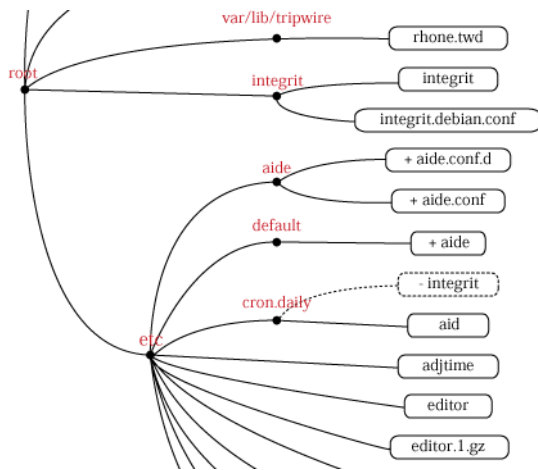 var/lib/tripwire
rhone.twd
root
integrit
integrit
integrit.debian.conf
aide
+ aide.conf.d
+ aide.conf
default
+ aide
- integrit
cron.daily
aid
etc
adjtime
editor
editor.1.gz